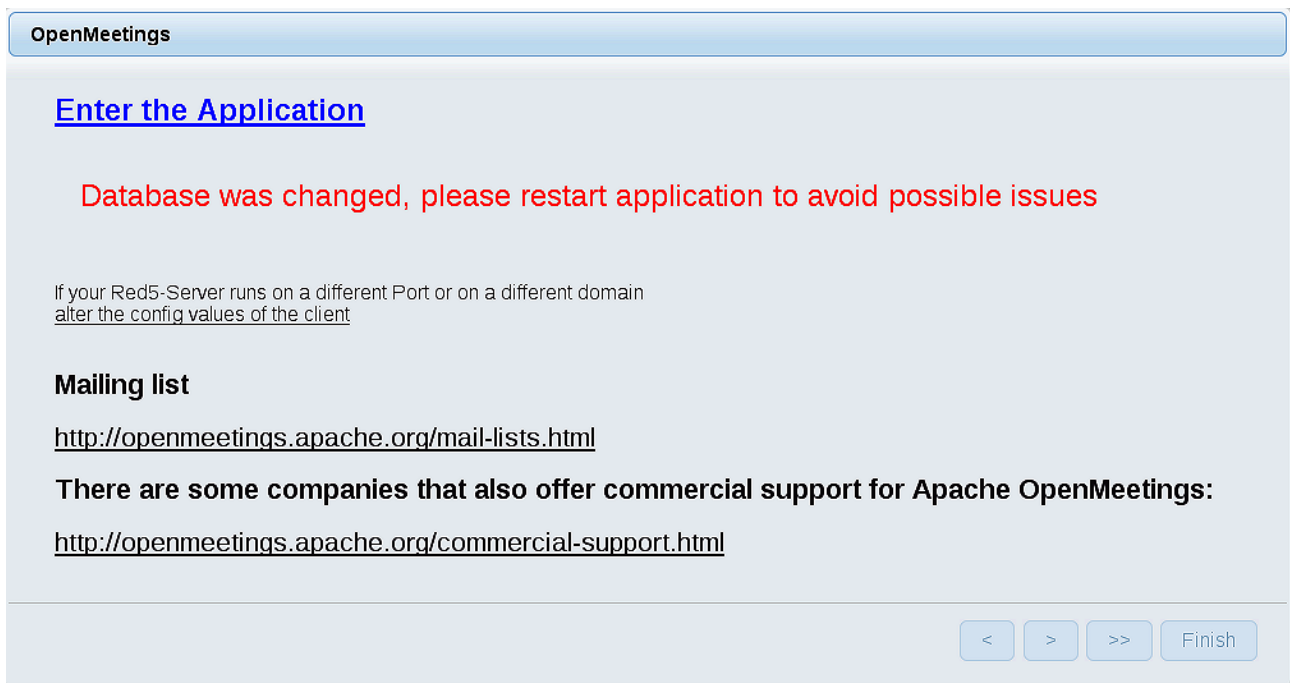 OpenMeetings
Enter the Application
Database was changed, please restart application to avoid possible issues
If your Red5-Server runs on a different Port or on a different domain
alter the config values of the client
Mailing list
http://openmeetings.apache.org/mail-lists.html
There are some companies that also offer commercial support for Apache OpenMeetings:
http://openmeetings.apache.org/commercial-support.html
< > >> Finish